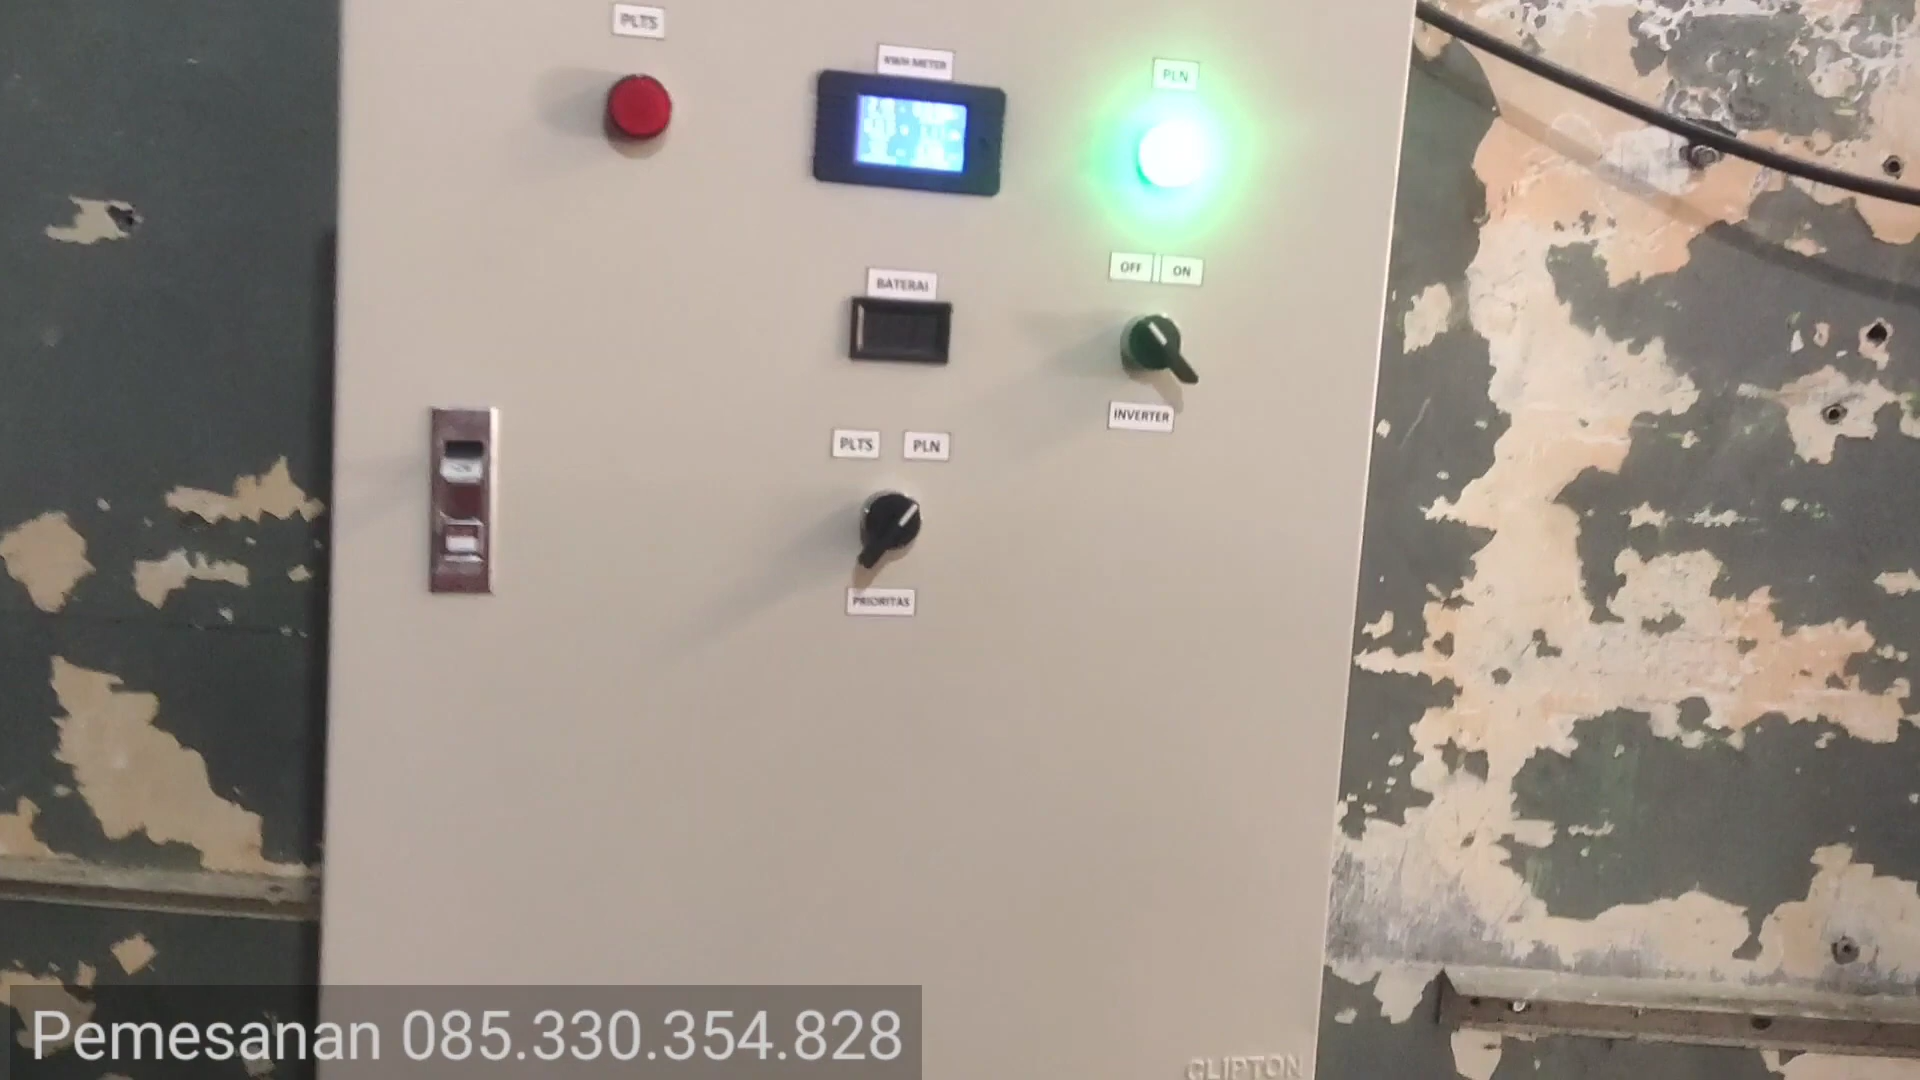 PLTS
KWH METER
PLN
OFF ON
BATERAI
INVERTER
PLTS PLN
PRIORITAS
Pemesanan 085.330.354.828
CLIPTON